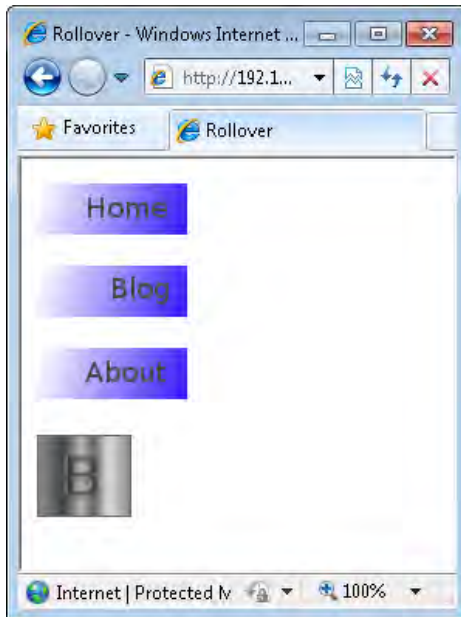 Rollover - Windows Internet ...
http://192.1...
Favorites
Rollover
Home
Blog
About
B
Internet | Protected M
100%